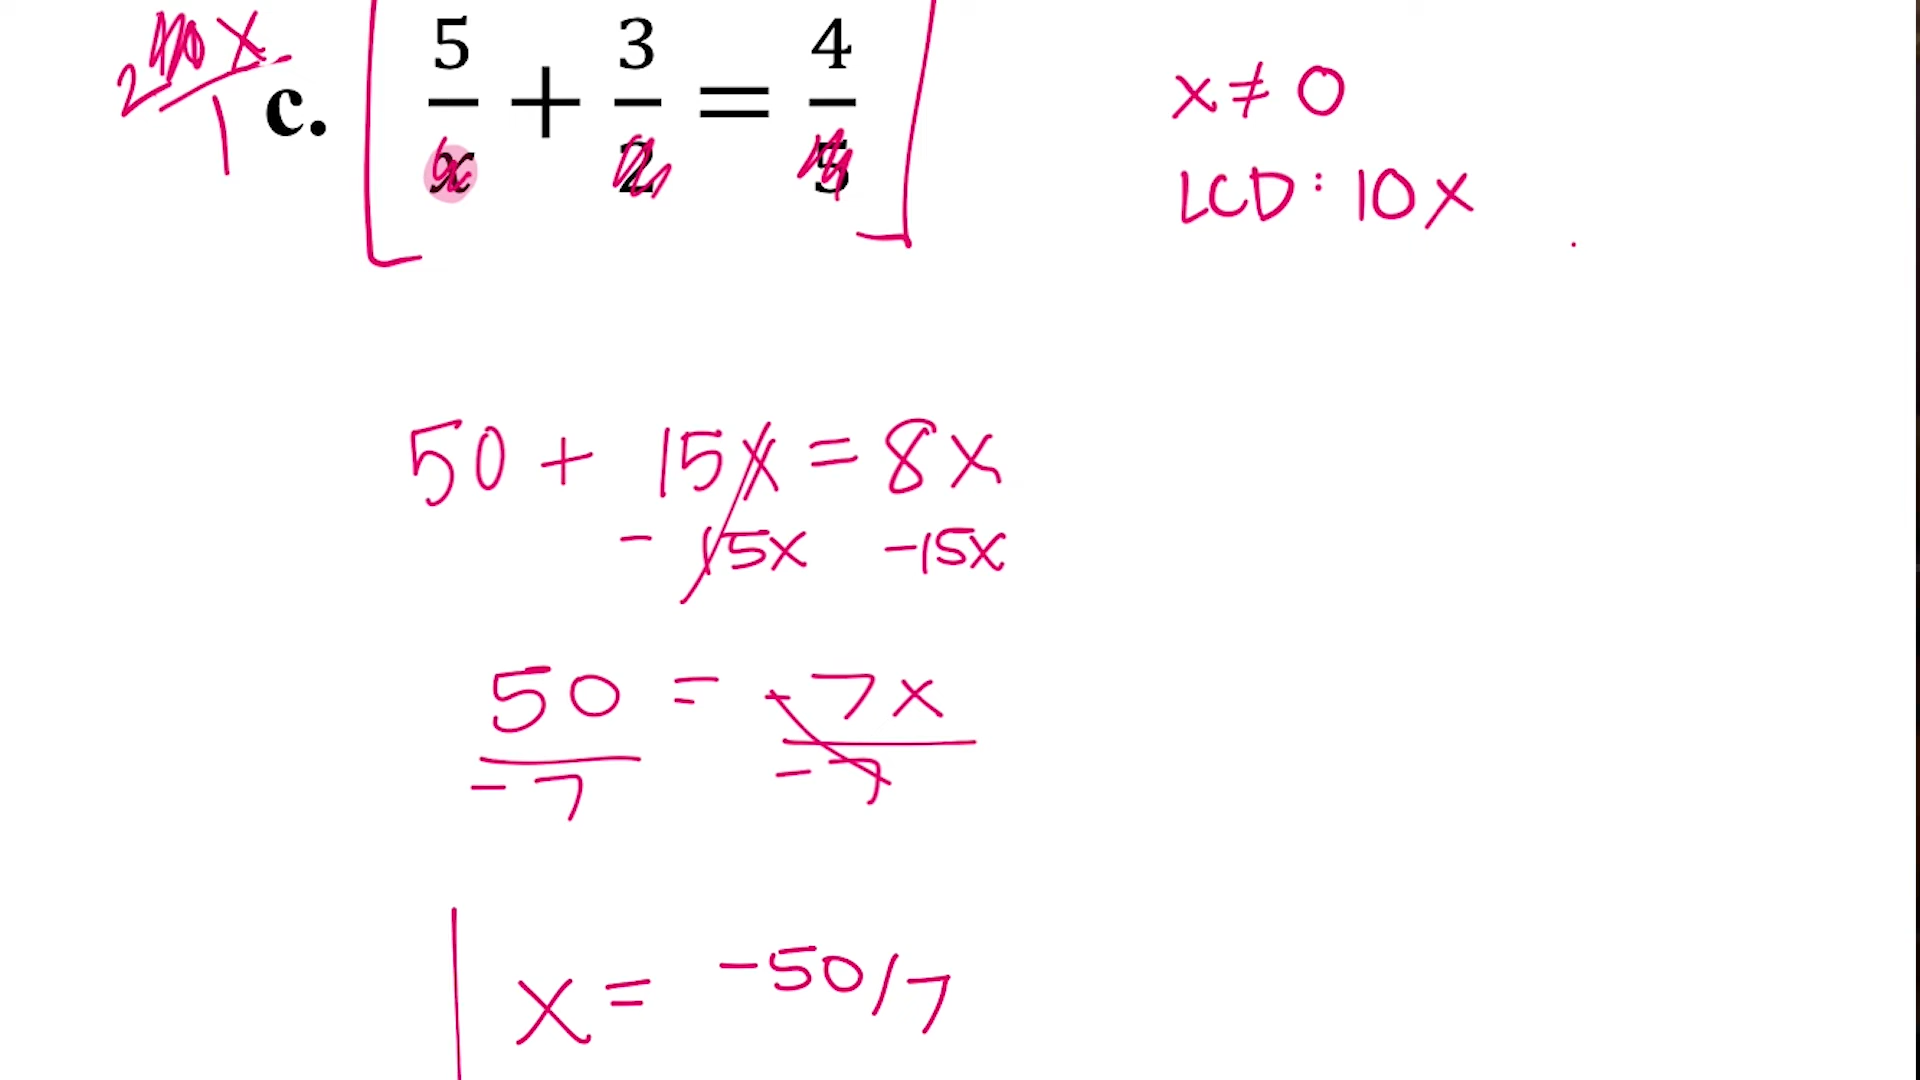 c. 5/x + 3/2 = 4/5
x ≠ 0
LCD: 10x
50 + 15x = 8x
- 15x -15x
50 = -7x
-7 -7
x = -50/7